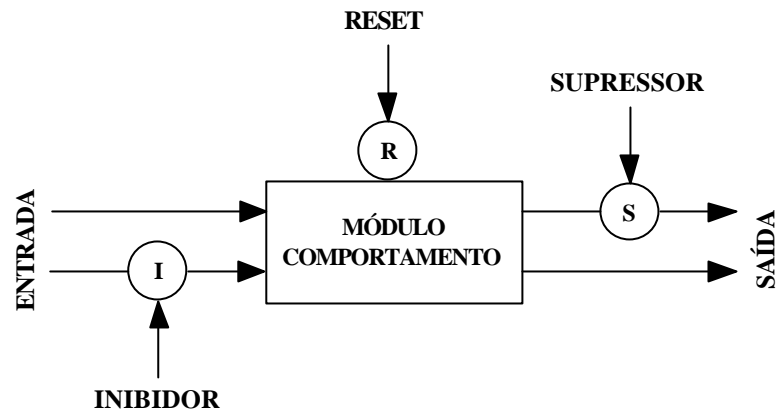 RESET
SUPRESSOR
R
ENTRADA
MÓDULO
COMPORTAMENTO
S
I
SAÍDA
INIBIDOR